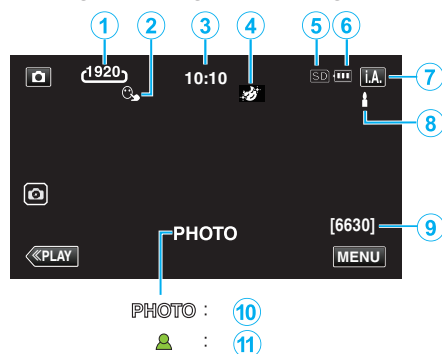 1 2 3 4 5 6
1920 10:10 SD i.A. 7
8
[6630] 9
PHOTO
≪PLAY MENU
PHOTO : 10
: 11